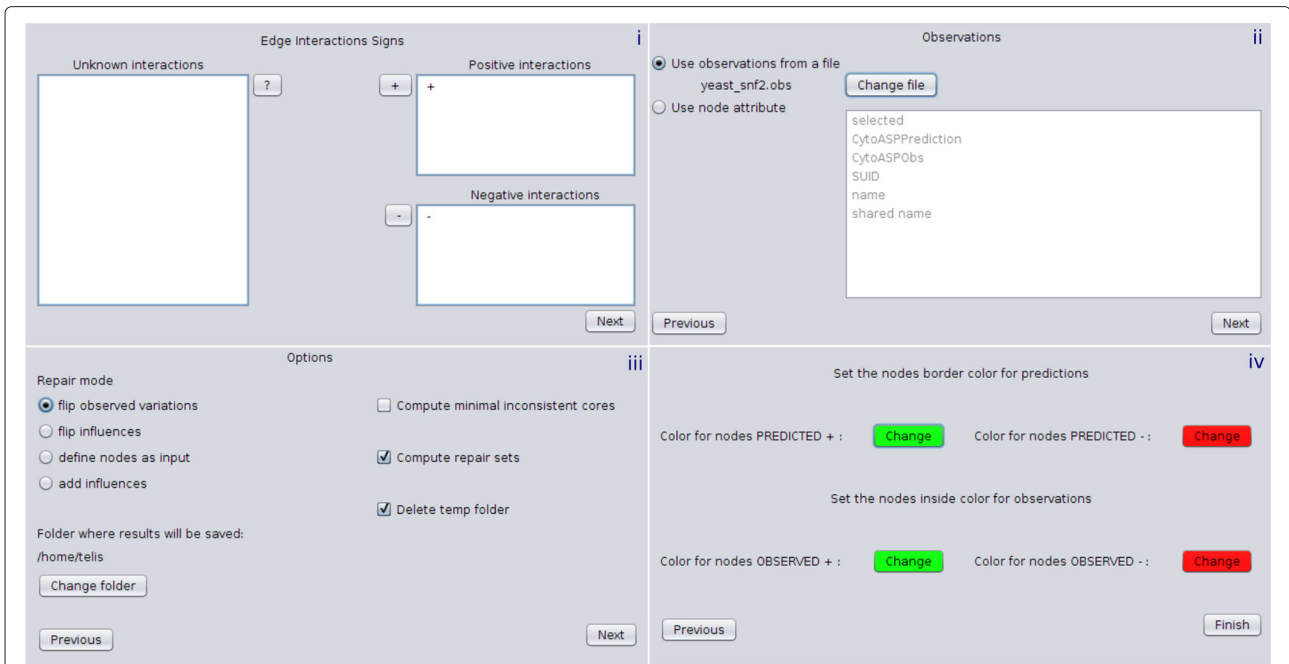 Edge Interactions Signs
i
Unknown interactions
?
Positive interactions
+
+
Negative interactions
-
-
Next
Observations
ii
Use observations from a file
yeast_snf2.obs
Change file
Use node attribute
selected
CytoASPPrediction
CytoASPObs
SUID
name
shared name
Previous
Next
Options
iii
Repair mode
flip observed variations
flip influences
define nodes as input
add influences
Compute minimal inconsistent cores
Compute repair sets
Delete temp folder
Folder where results will be saved:
/home/telis
Change folder
Previous
Next
iv
Set the nodes border color for predictions
Color for nodes PREDICTED + :
Change
Color for nodes PREDICTED - :
Change
Set the nodes inside color for observations
Color for nodes OBSERVED + :
Change
Color for nodes OBSERVED - :
Change
Previous
Finish